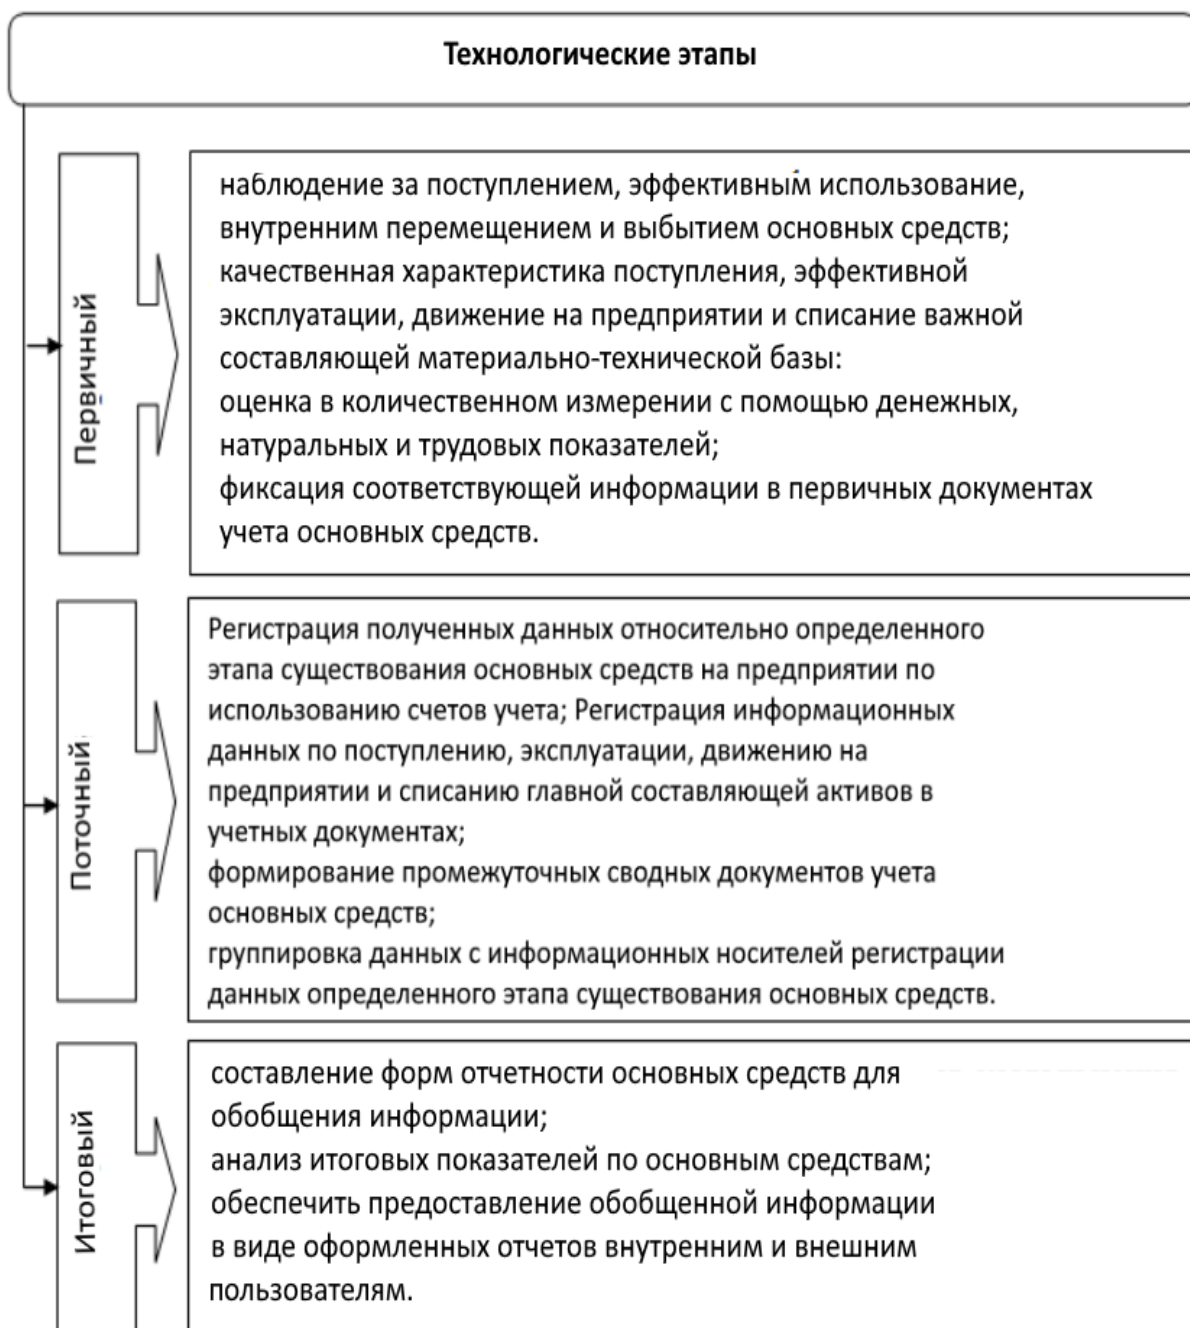 Технологические этапы
Первичный
наблюдение за поступлением, эффективным использование,
внутренним перемещением и выбытием основных средств;
качественная характеристика поступления, эффективной
эксплуатации, движение на предприятии и списание важной
составляющей материально-технической базы:
оценка в количественном измерении с помощью денежных,
натуральных и трудовых показателей;
фиксация соответствующей информации в первичных документах
учета основных средств.
Поточный
Регистрация полученных данных относительно определенного
этапа существования основных средств на предприятии по
использованию счетов учета; Регистрация информационных
данных по поступлению, эксплуатации, движению на
предприятии и списанию главной составляющей активов в
учетных документах;
формирование промежуточных сводных документов учета
основных средств;
группировка данных с информационных носителей регистрации
данных определенного этапа существования основных средств.
Итоговый
составление форм отчетности основных средств для
обобщения информации;
анализ итоговых показателей по основным средствам;
обеспечить предоставление обобщенной информации
в виде оформленных отчетов внутренним и внешним
пользователям.